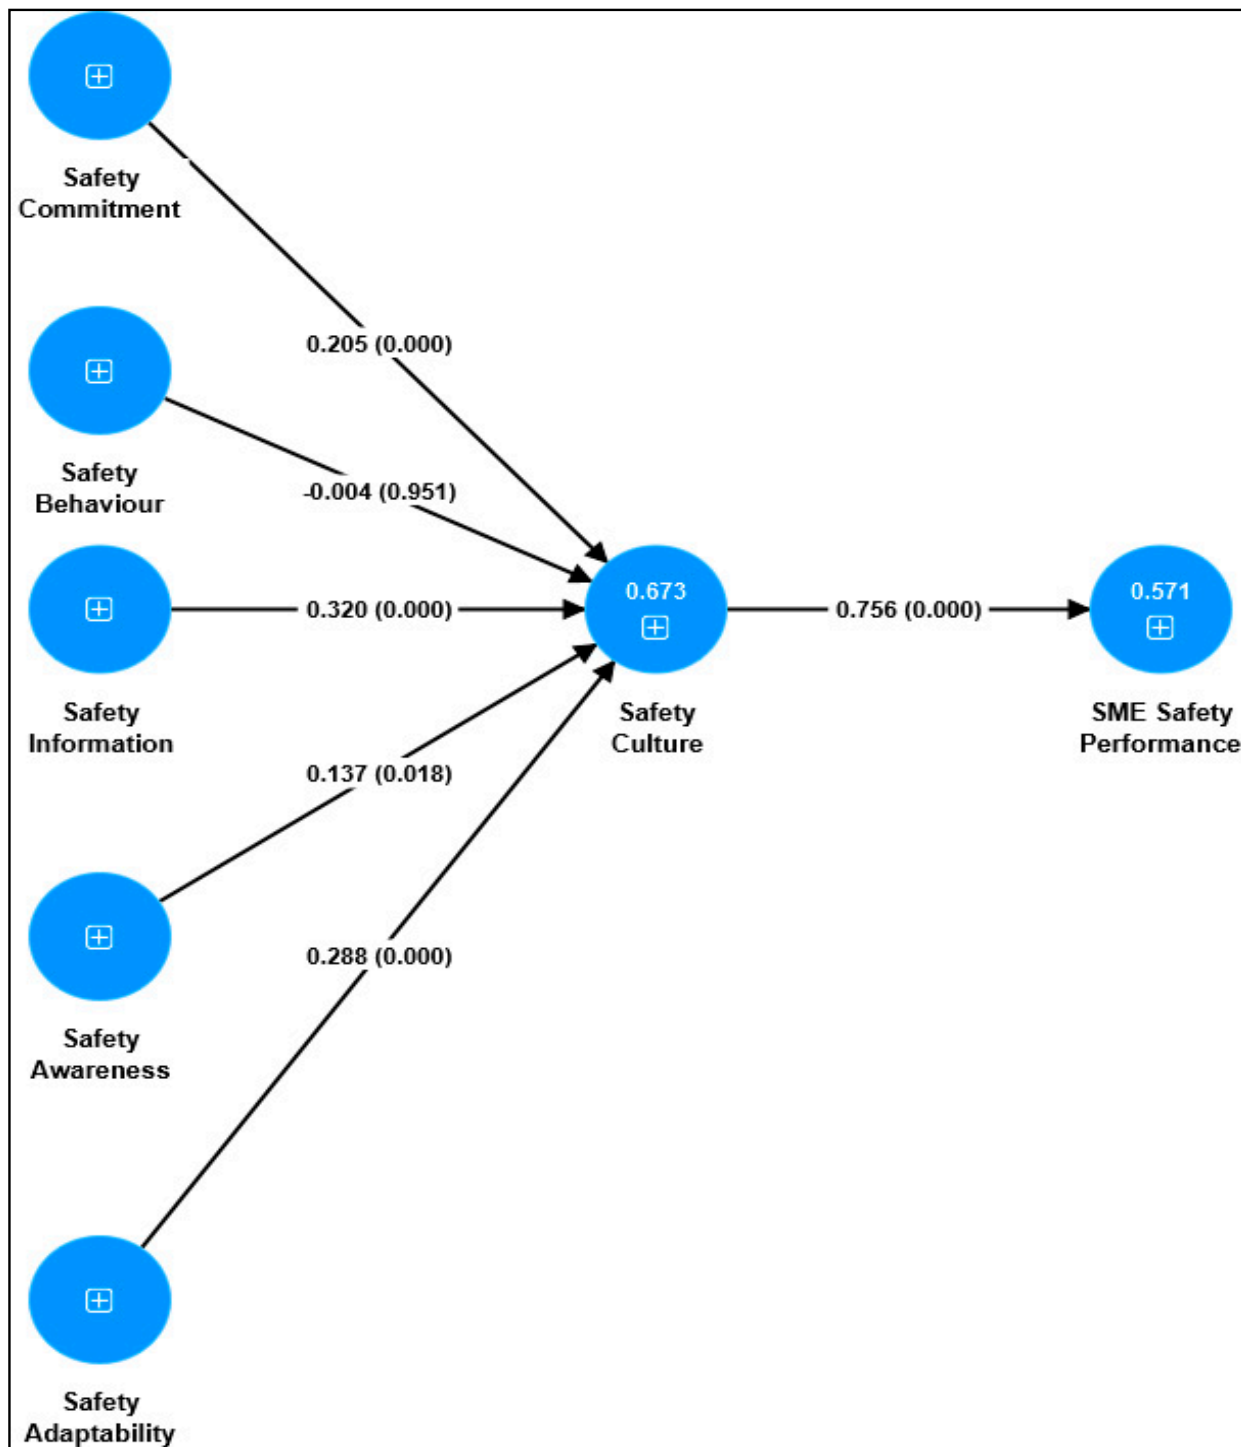 Safety
Commitment
0.205 (0.000)
Safety
Behaviour
-0.004 (0.951)
Safety
Information
0.320 (0.000)
0.673
Safety
Culture
0.756 (0.000)
0.571
SME Safety
Performance
0.137 (0.018)
Safety
Awareness
0.288 (0.000)
Safety
Adaptability